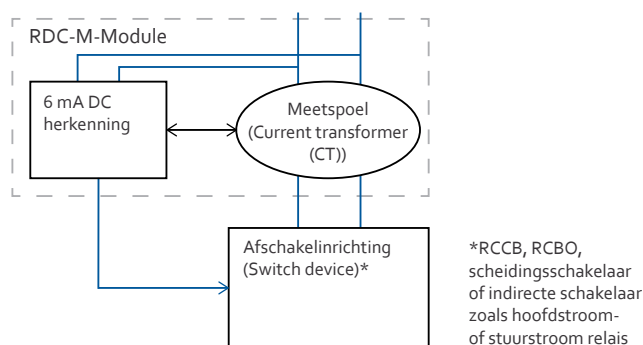 RDC-M-Module
6 mA DC
herkenning
Meetspoel
(Current transformer
(CT))
Afschakelinrichting
(Switch device)*
*RCCB, RCBO,
scheidingsschakelaar
of indirecte schakelaar
zoals hoofdstroom-
of stuurstroom relais